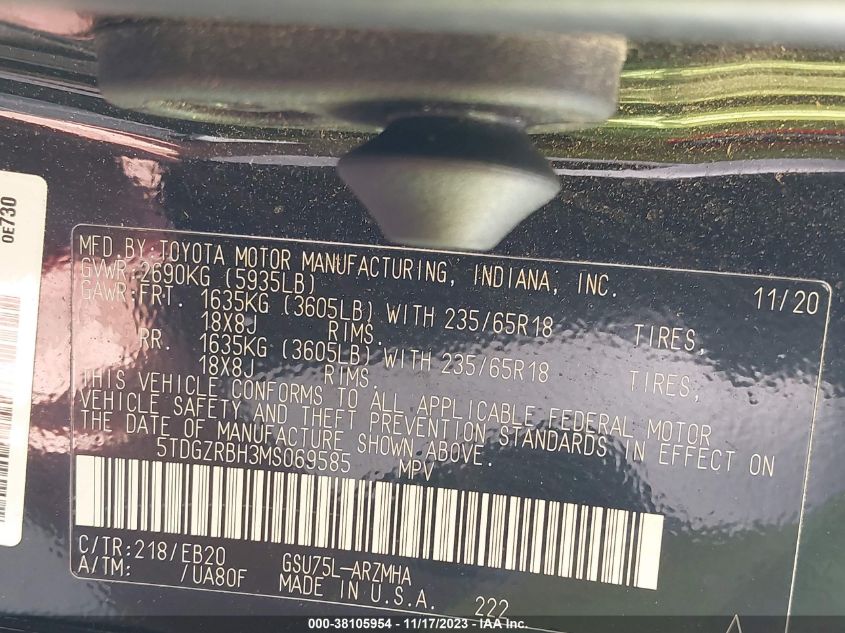 0E730
MFD BY:TOYOTA MOTOR MANUFACTURING, INDIANA, INC.
GVWR:2690KG (5935LB) 11/20
GAWR:FRT. 1635KG (3605LB) WITH 235/65R18 TIRES,
18X8J RIMS.
RR. 1635KG (3605LB) WITH 235/65R18 TIRES,
18X8J RIMS.
THIS VEHICLE CONFORMS TO ALL APPLICABLE FEDERAL MOTOR
VEHICLE SAFETY AND THEFT PREVENTION STANDARDS IN EFFECT ON
THE DATE OF MANUFACTURE SHOWN ABOVE.
5TDGZRBH3MS069585 MPV
C/TR:218/EB20 GSU75L-ARZMHA
A/TM: /UA80F MADE IN U.S.A. 222
000-38105954 - 11/17/2023 - IAA Inc.